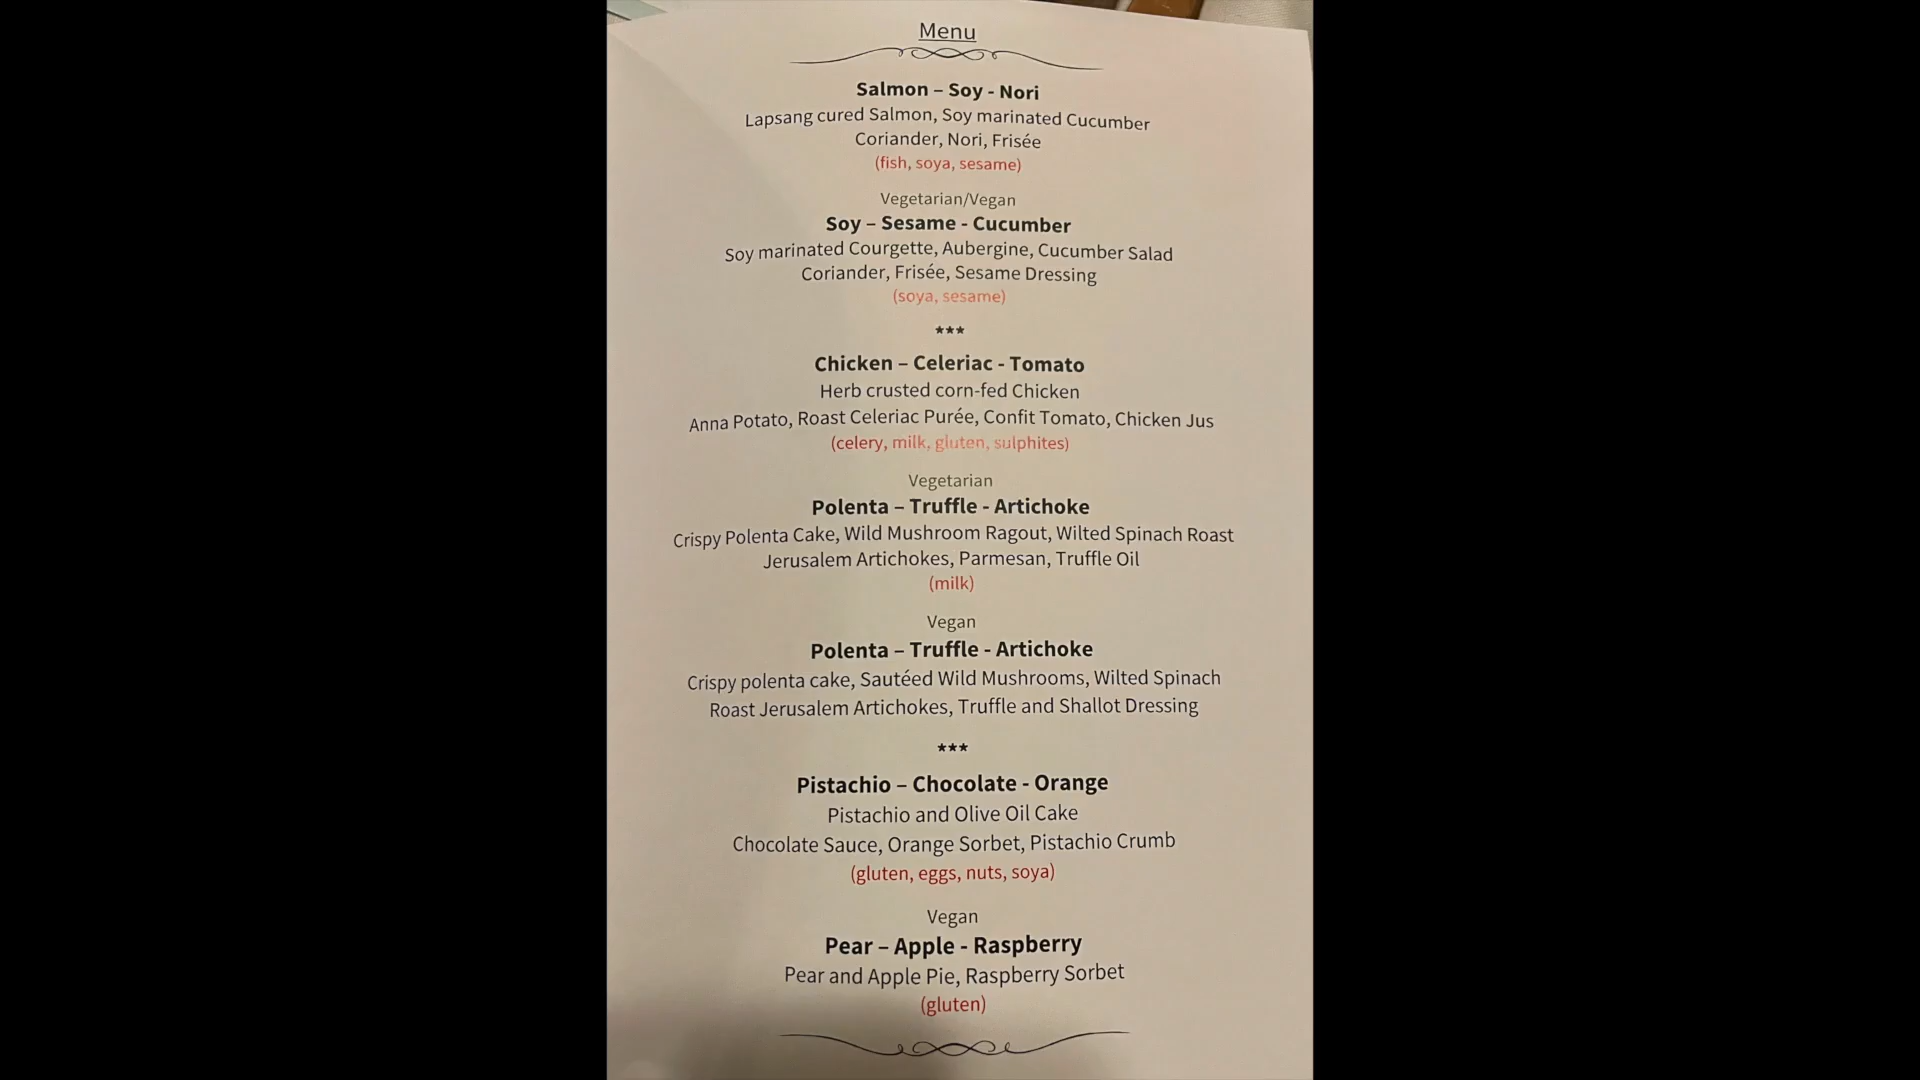 Menu
Salmon – Soy - Nori
Lapsang cured Salmon, Soy marinated Cucumber
Coriander, Nori, Frisée
(fish, soya, sesame)
Vegetarian/Vegan
Soy – Sesame - Cucumber
Soy marinated Courgette, Aubergine, Cucumber Salad
Coriander, Frisée, Sesame Dressing
(soya, sesame)
***
Chicken – Celeriac - Tomato
Herb crusted corn-fed Chicken
Anna Potato, Roast Celeriac Purée, Confit Tomato, Chicken Jus
(celery, milk, gluten, sulphites)
Vegetarian
Polenta – Truffle - Artichoke
Crispy Polenta Cake, Wild Mushroom Ragout, Wilted Spinach Roast
Jerusalem Artichokes, Parmesan, Truffle Oil
(milk)
Vegan
Polenta – Truffle - Artichoke
Crispy polenta cake, Sautéed Wild Mushrooms, Wilted Spinach
Roast Jerusalem Artichokes, Truffle and Shallot Dressing
***
Pistachio – Chocolate - Orange
Pistachio and Olive Oil Cake
Chocolate Sauce, Orange Sorbet, Pistachio Crumb
(gluten, eggs, nuts, soya)
Vegan
Pear – Apple - Raspberry
Pear and Apple Pie, Raspberry Sorbet
(gluten)